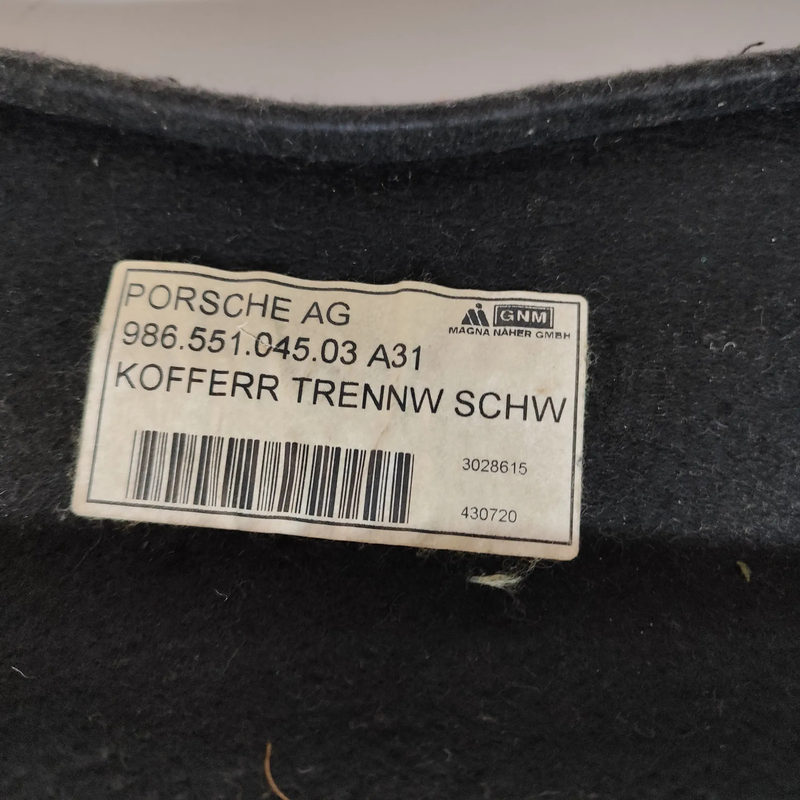 PORSCHE AG
GNM
MAGNA NÄHER GMBH
986.551.045.03 A31
KOFFERR TRENNW SCHW
3028615
430720